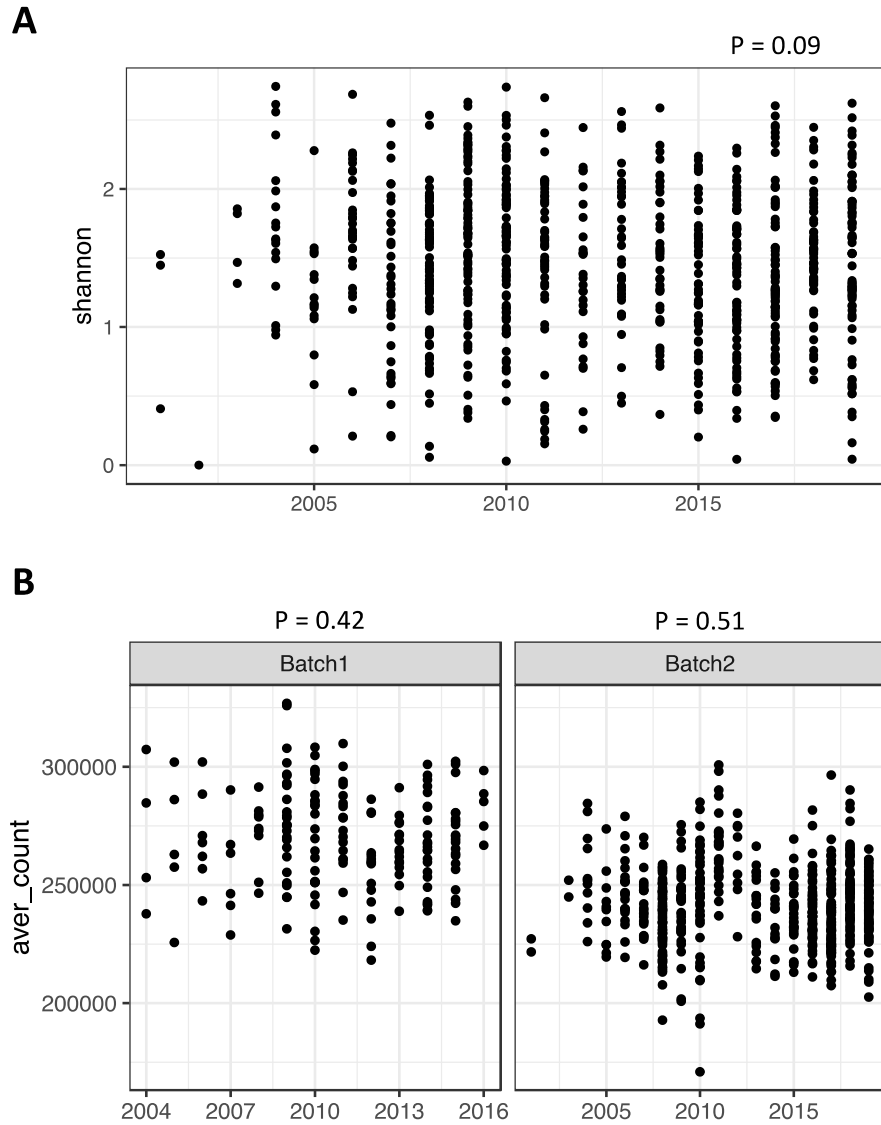 A
P = 0.09
shannon
2
1
0
2005 2010 2015
B
P = 0.42 P = 0.51
Batch1 Batch2
aver_count
300000
250000
200000
2004 2007 2010 2013 2016 2005 2010 2015